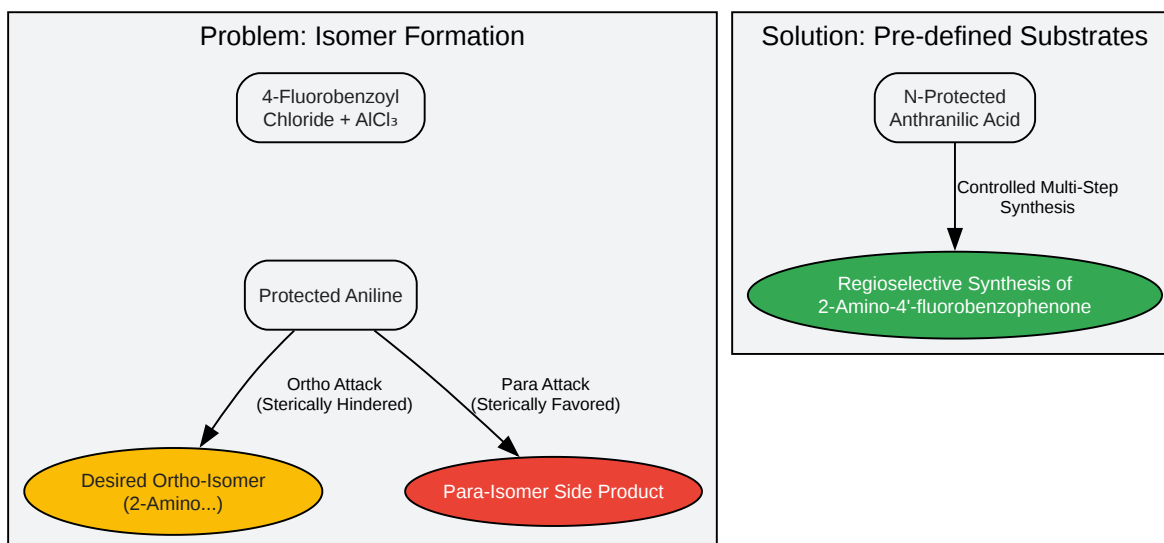 Problem: Isomer Formation
4-Fluorobenzoyl
Chloride + AlCl₃
Protected Aniline
Ortho Attack
(Sterically Hindered)
Para Attack
(Sterically Favored)
Desired Ortho-Isomer
(2-Amino...)
Para-Isomer Side Product
Solution: Pre-defined Substrates
N-Protected
Anthranilic Acid
Controlled Multi-Step
Synthesis
Regioselective Synthesis of
2-Amino-4'-fluorobenzophenone